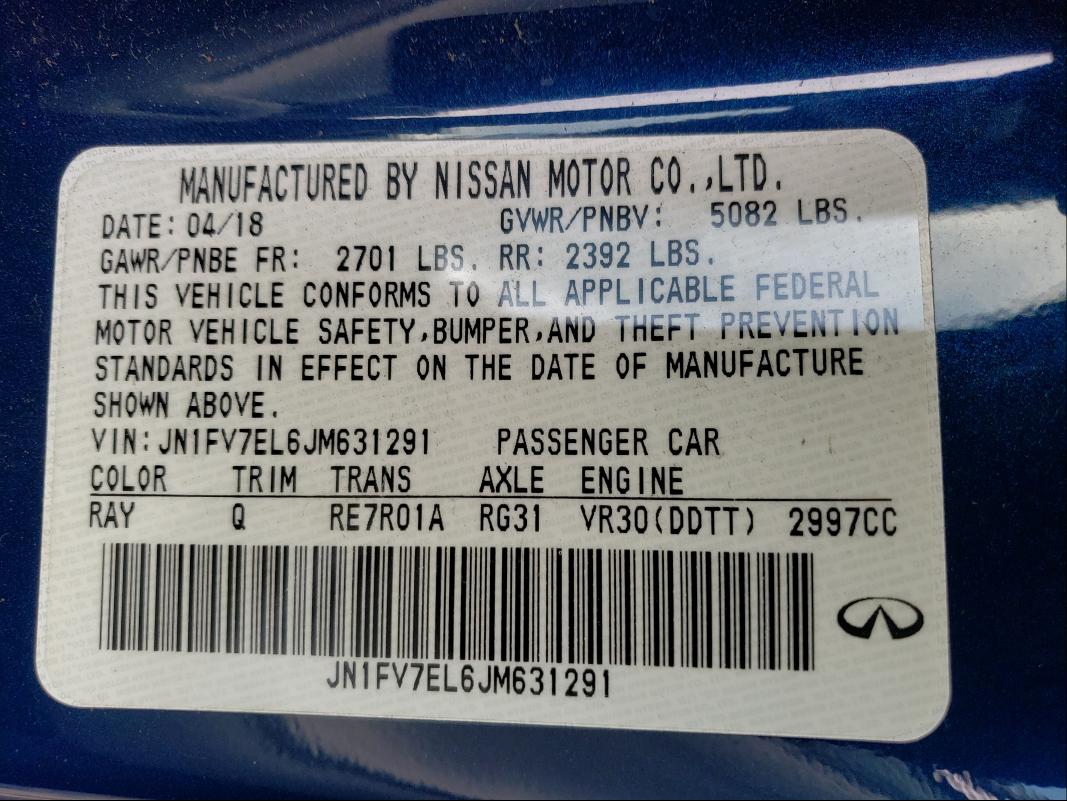 MANUFACTURED BY NISSAN MOTOR CO.,LTD.
DATE: 04/18 GVWR/PNBV: 5082 LBS.
GAWR/PNBE FR: 2701 LBS. RR: 2392 LBS.
THIS VEHICLE CONFORMS TO ALL APPLICABLE FEDERAL
MOTOR VEHICLE SAFETY,BUMPER,AND THEFT PREVENTION
STANDARDS IN EFFECT ON THE DATE OF MANUFACTURE
SHOWN ABOVE.
VIN:JN1FV7EL6JM631291 PASSENGER CAR
COLOR TRIM TRANS AXLE ENGINE
RAY Q RE7R01A RG31 VR30(DDTT) 2997CC
JN1FV7EL6JM631291